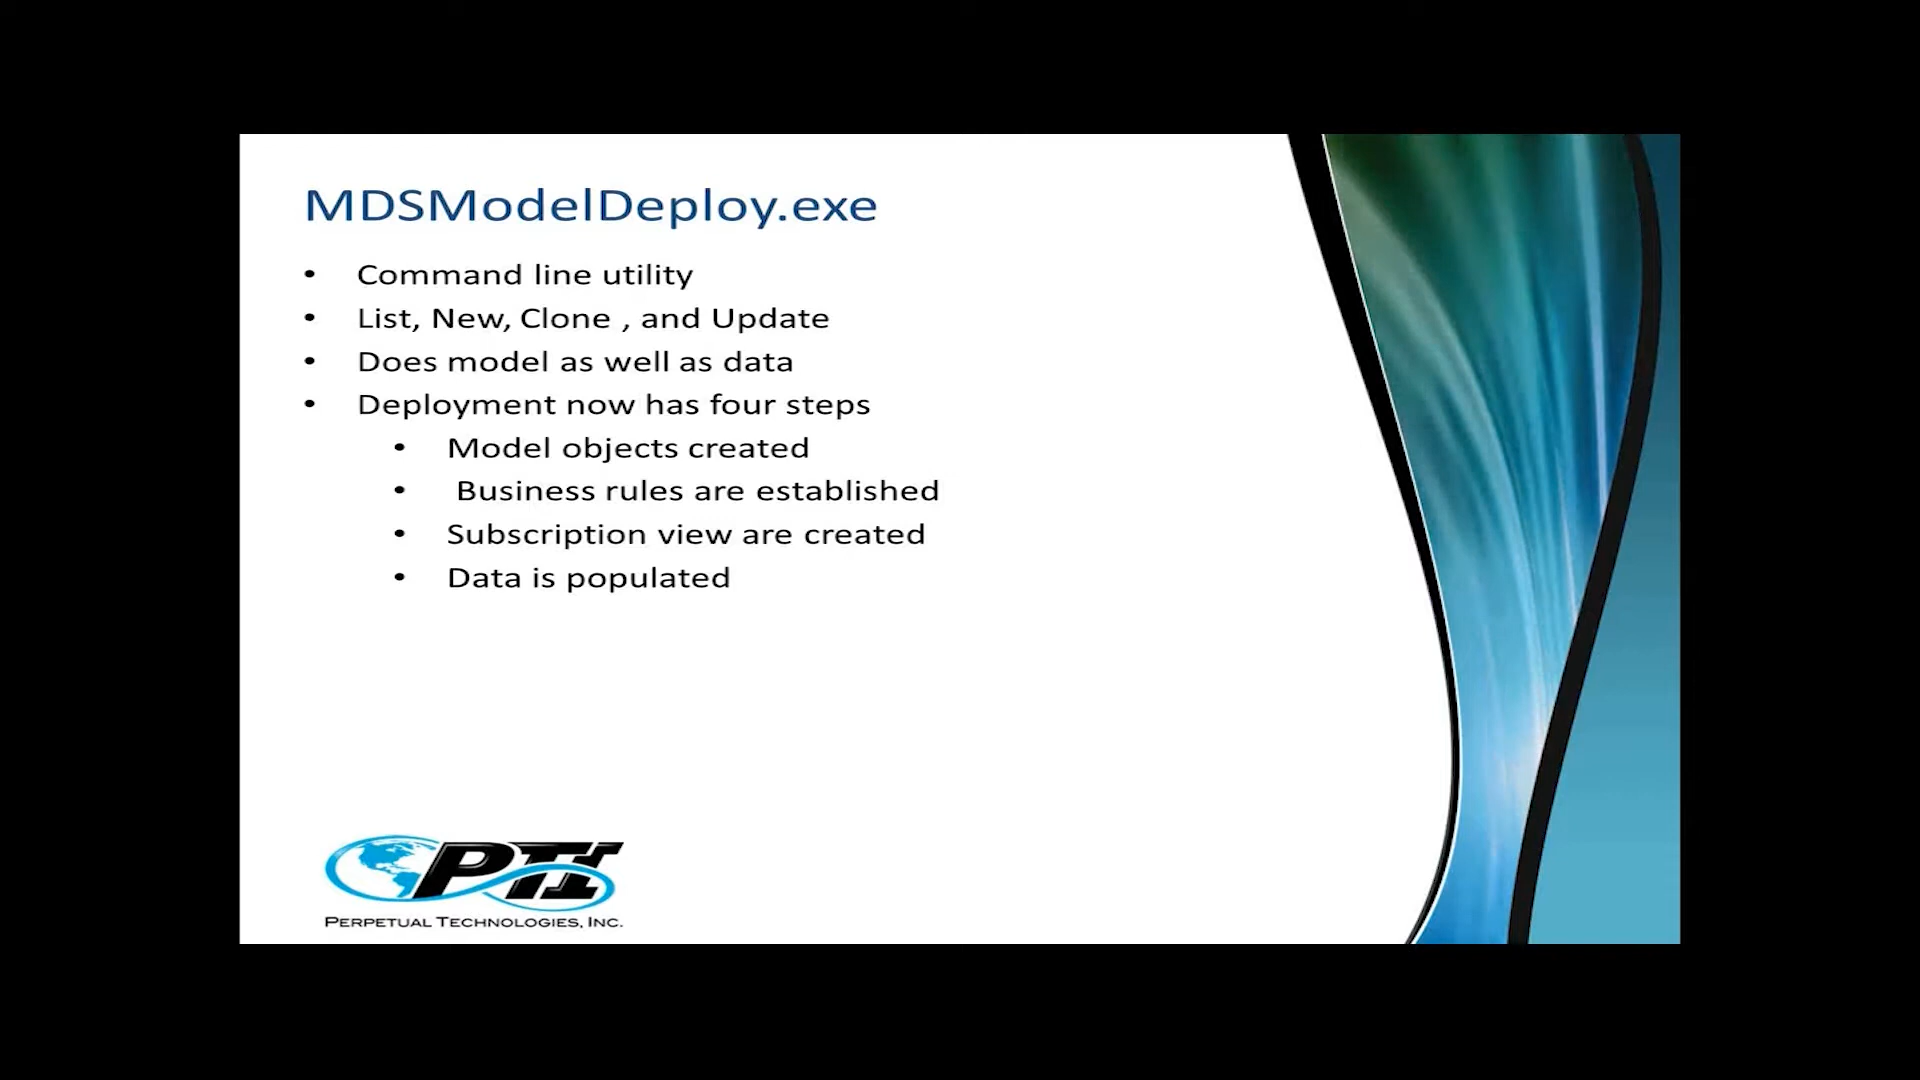 MDSModelDeploy.exe
• Command line utility
• List, New, Clone , and Update
• Does model as well as data
• Deployment now has four steps
• Model objects created
• Business rules are established
• Subscription view are created
• Data is populated
PTI
PERPETUAL TECHNOLOGIES, INC.